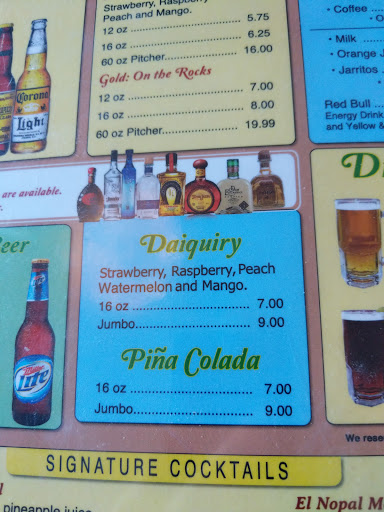 Strawberry, Raspberry
Peach and Mango.
12 oz 5.75
16 oz 6.25
60 oz Pitcher 16.00
Gold: On the Rocks
12 oz 7.00
16 oz 8.00
60 oz Pitcher 19.99
Corona
Light
• Coffee
• Milk
• Orange J
• Jarritos
Red Bull
Energy Drink
and Yellow &
are available.
Beer
Lite
Daiquiry
Strawberry, Raspberry, Peach
Watermelon and Mango.
16 oz 7.00
Jumbo 9.00
Piña Colada
16 oz 7.00
Jumbo 9.00
We rese
SIGNATURE COCKTAILS
pineapple juice
El Nopal M